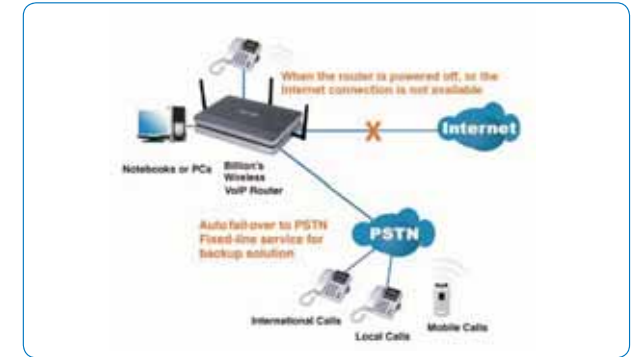 When the router is powered off, or the
Internet connection is not available
Internet
Notebooks or PCs
Billion's
Wireless
VoIP Router
Auto fail-over to PSTN
Fixed-line service for
backup solution
PSTN
International Calls
Local Calls
Mobile Calls